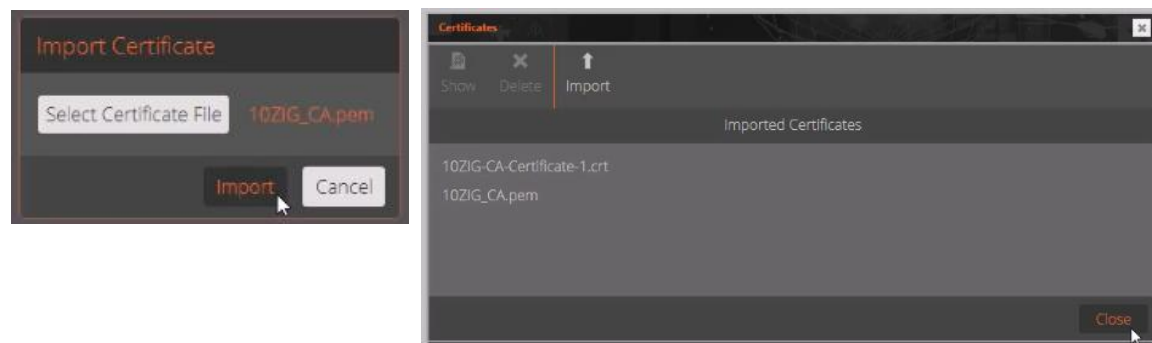 Import Certificate
Select Certificate File 10ZIG_CA.pem
Import Cancel
Certificates
Show Delete Import
Imported Certificates
10ZIG-CA-Certificate-1.crt
10ZIG_CA.pem
Close